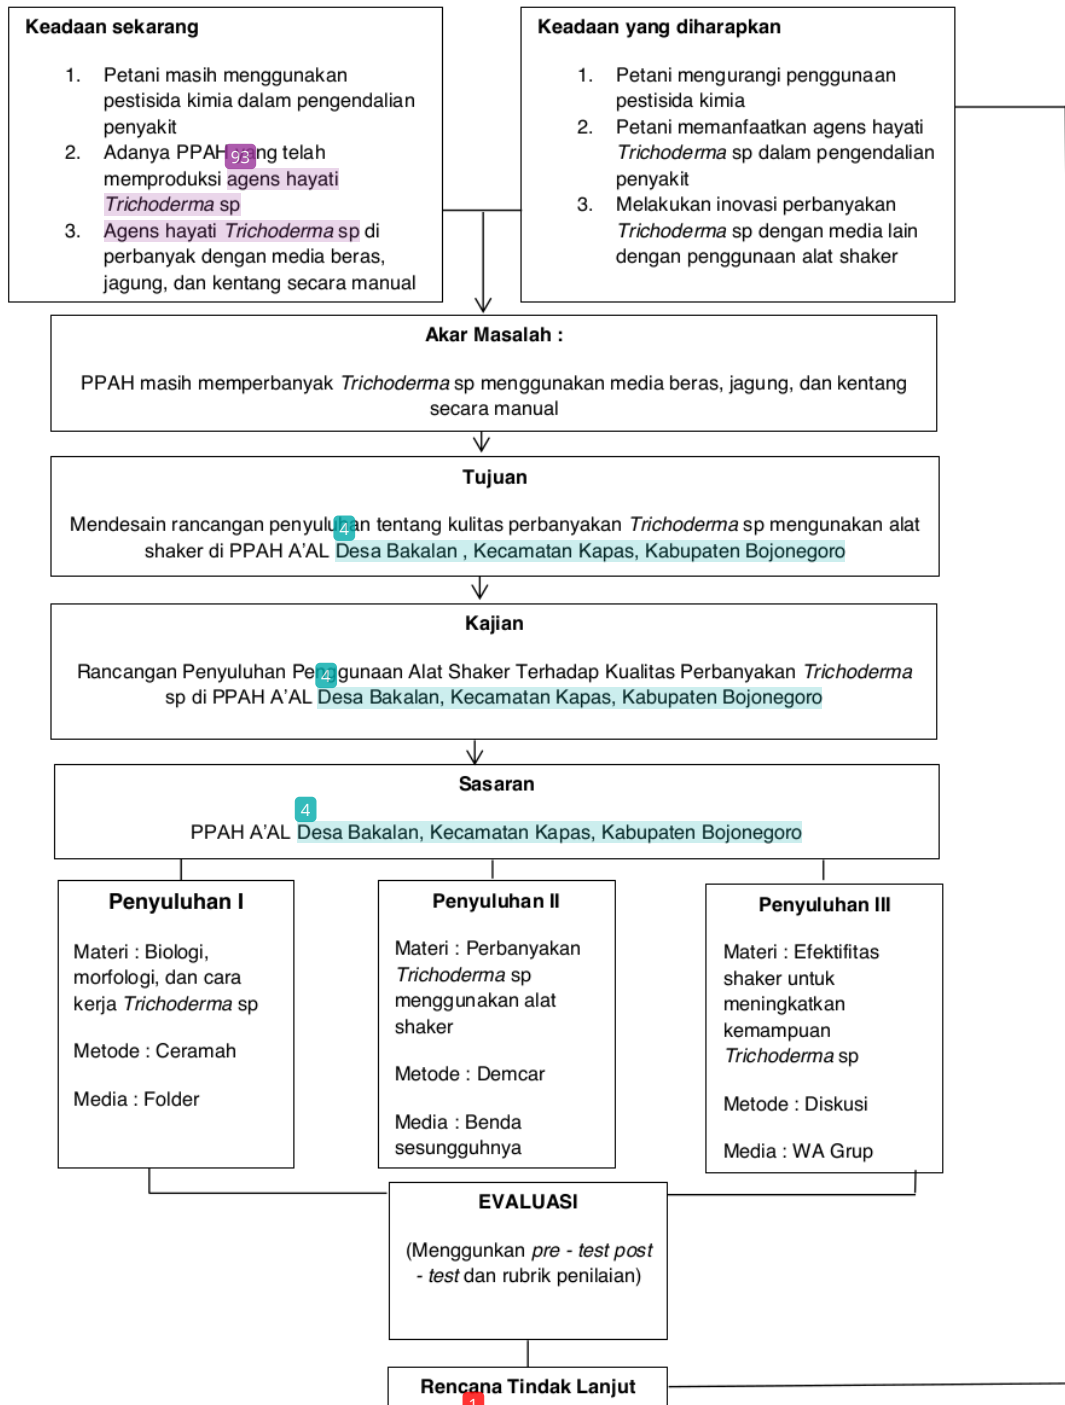 Keadaan sekarang
1. Petani masih menggunakan
pestisida kimia dalam pengendalian
penyakit
2. Adanya PPAH yang telah
93
memproduksi agens hayati
Trichoderma sp
3. Agens hayati Trichoderma sp di
perbanyak dengan media beras,
jagung, dan kentang secara manual
Keadaan yang diharapkan
1. Petani mengurangi penggunaan
pestisida kimia
2. Petani memanfaatkan agens hayati
Trichoderma sp dalam pengendalian
penyakit
3. Melakukan inovasi perbanyakan
Trichoderma sp dengan media lain
dengan penggunaan alat shaker
Akar Masalah :
PPAH masih memperbanyak Trichoderma sp menggunakan media beras, jagung, dan kentang
secara manual
Tujuan
Mendesain rancangan penyuluhan tentang kulitas perbanyakan Trichoderma sp mengunakan alat
4
shaker di PPAH A'AL Desa Bakalan , Kecamatan Kapas, Kabupaten Bojonegoro
Kajian
Rancangan Penyuluhan Penggunaan Alat Shaker Terhadap Kualitas Perbanyakan Trichoderma
4
sp di PPAH A'AL Desa Bakalan, Kecamatan Kapas, Kabupaten Bojonegoro
Sasaran
4
PPAH A'AL Desa Bakalan, Kecamatan Kapas, Kabupaten Bojonegoro
Penyuluhan I
Materi : Biologi,
morfologi, dan cara
kerja Trichoderma sp
Metode : Ceramah
Media : Folder
Penyuluhan II
Materi : Perbanyakan
Trichoderma sp
menggunakan alat
shaker
Metode : Demcar
Media : Benda
sesungguhnya
Penyuluhan III
Materi : Efektifitas
shaker untuk
meningkatkan
kemampuan
Trichoderma sp
Metode : Diskusi
Media : WA Grup
EVALUASI
(Menggunkan pre - test post
- test dan rubrik penilaian)
Rencana Tindak Lanjut
1